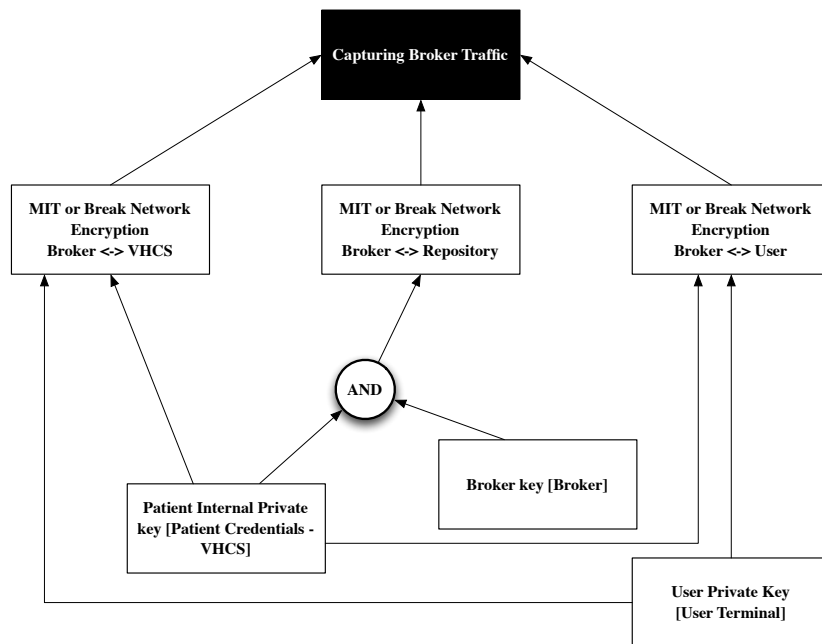 Capturing Broker Traffic
MIT or Break Network
Encryption
Broker <-> VHCS
MIT or Break Network
Encryption
Broker <-> Repository
MIT or Break Network
Encryption
Broker <-> User
AND
Broker key [Broker]
Patient Internal Private
key [Patient Credentials -
VHCS]
User Private Key
[User Terminal]